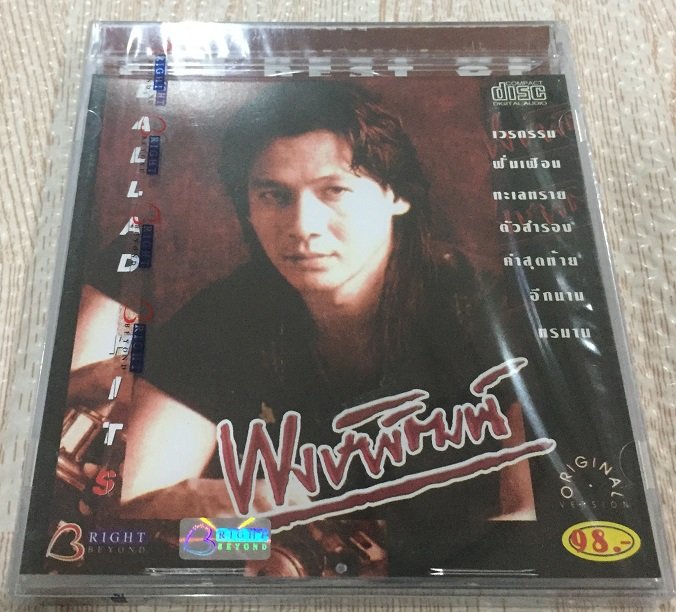 BEST OF
BALLAD HITS
COMPACT
disc
DIGITAL AUDIO
เวรกรรม
ฟั่นเฟือน
ทะเลทราย
ตัวสำรอง
คำสุดท้าย
อีกนาน
ทรมาน
พงษ์พัฒน์
ORIGINAL
VERSION
98.-
BRIGHT
BEYOND
BRIGHT
BEYOND